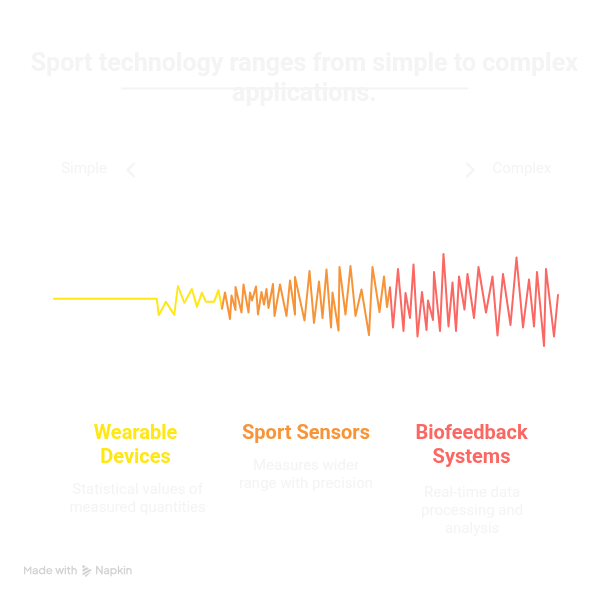 Sport technology ranges from simple to complex
applications.
Simple
Complex
Wearable
Devices
Statistical values of
measured quantities
Sport Sensors
Measures wider
range with precision
Biofeedback
Systems
Real-time data
processing and
analysis
Made with Napkin